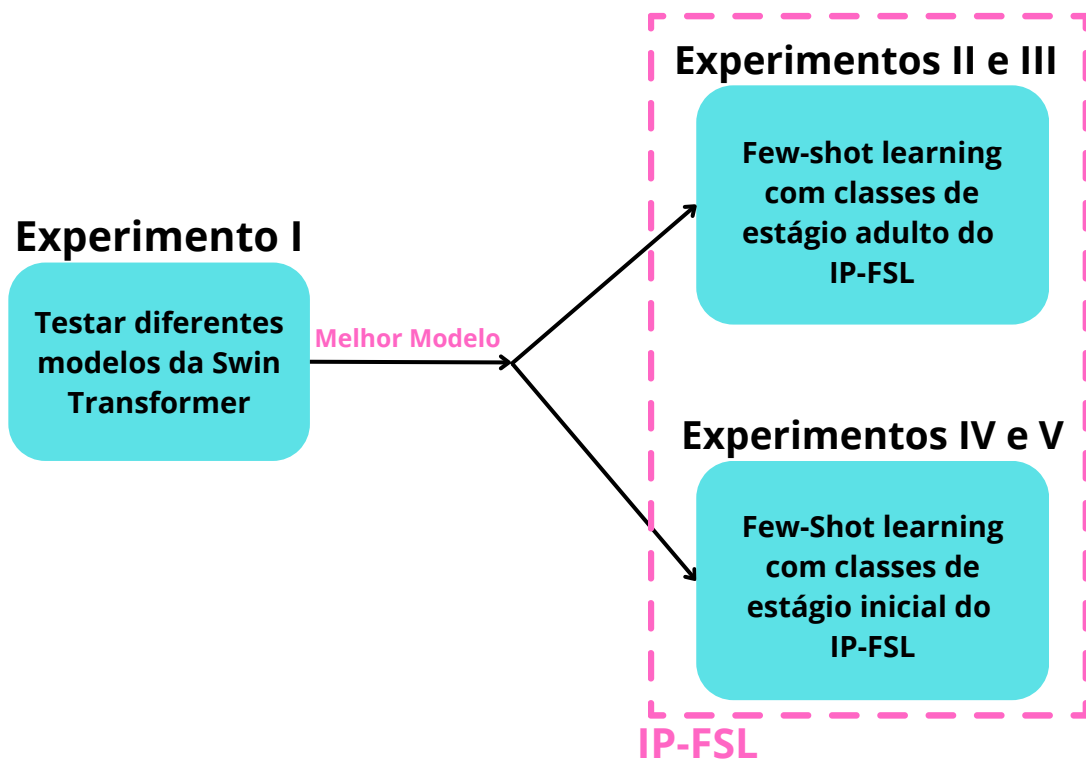 Experimento I
Testar diferentes
modelos da Swin
Transformer
Melhor Modelo
Experimentos II e III
Few-shot learning
com classes de
estágio adulto do
IP-FSL
Experimentos IV e V
Few-Shot learning
com classes de
estágio inicial do
IP-FSL
IP-FSL